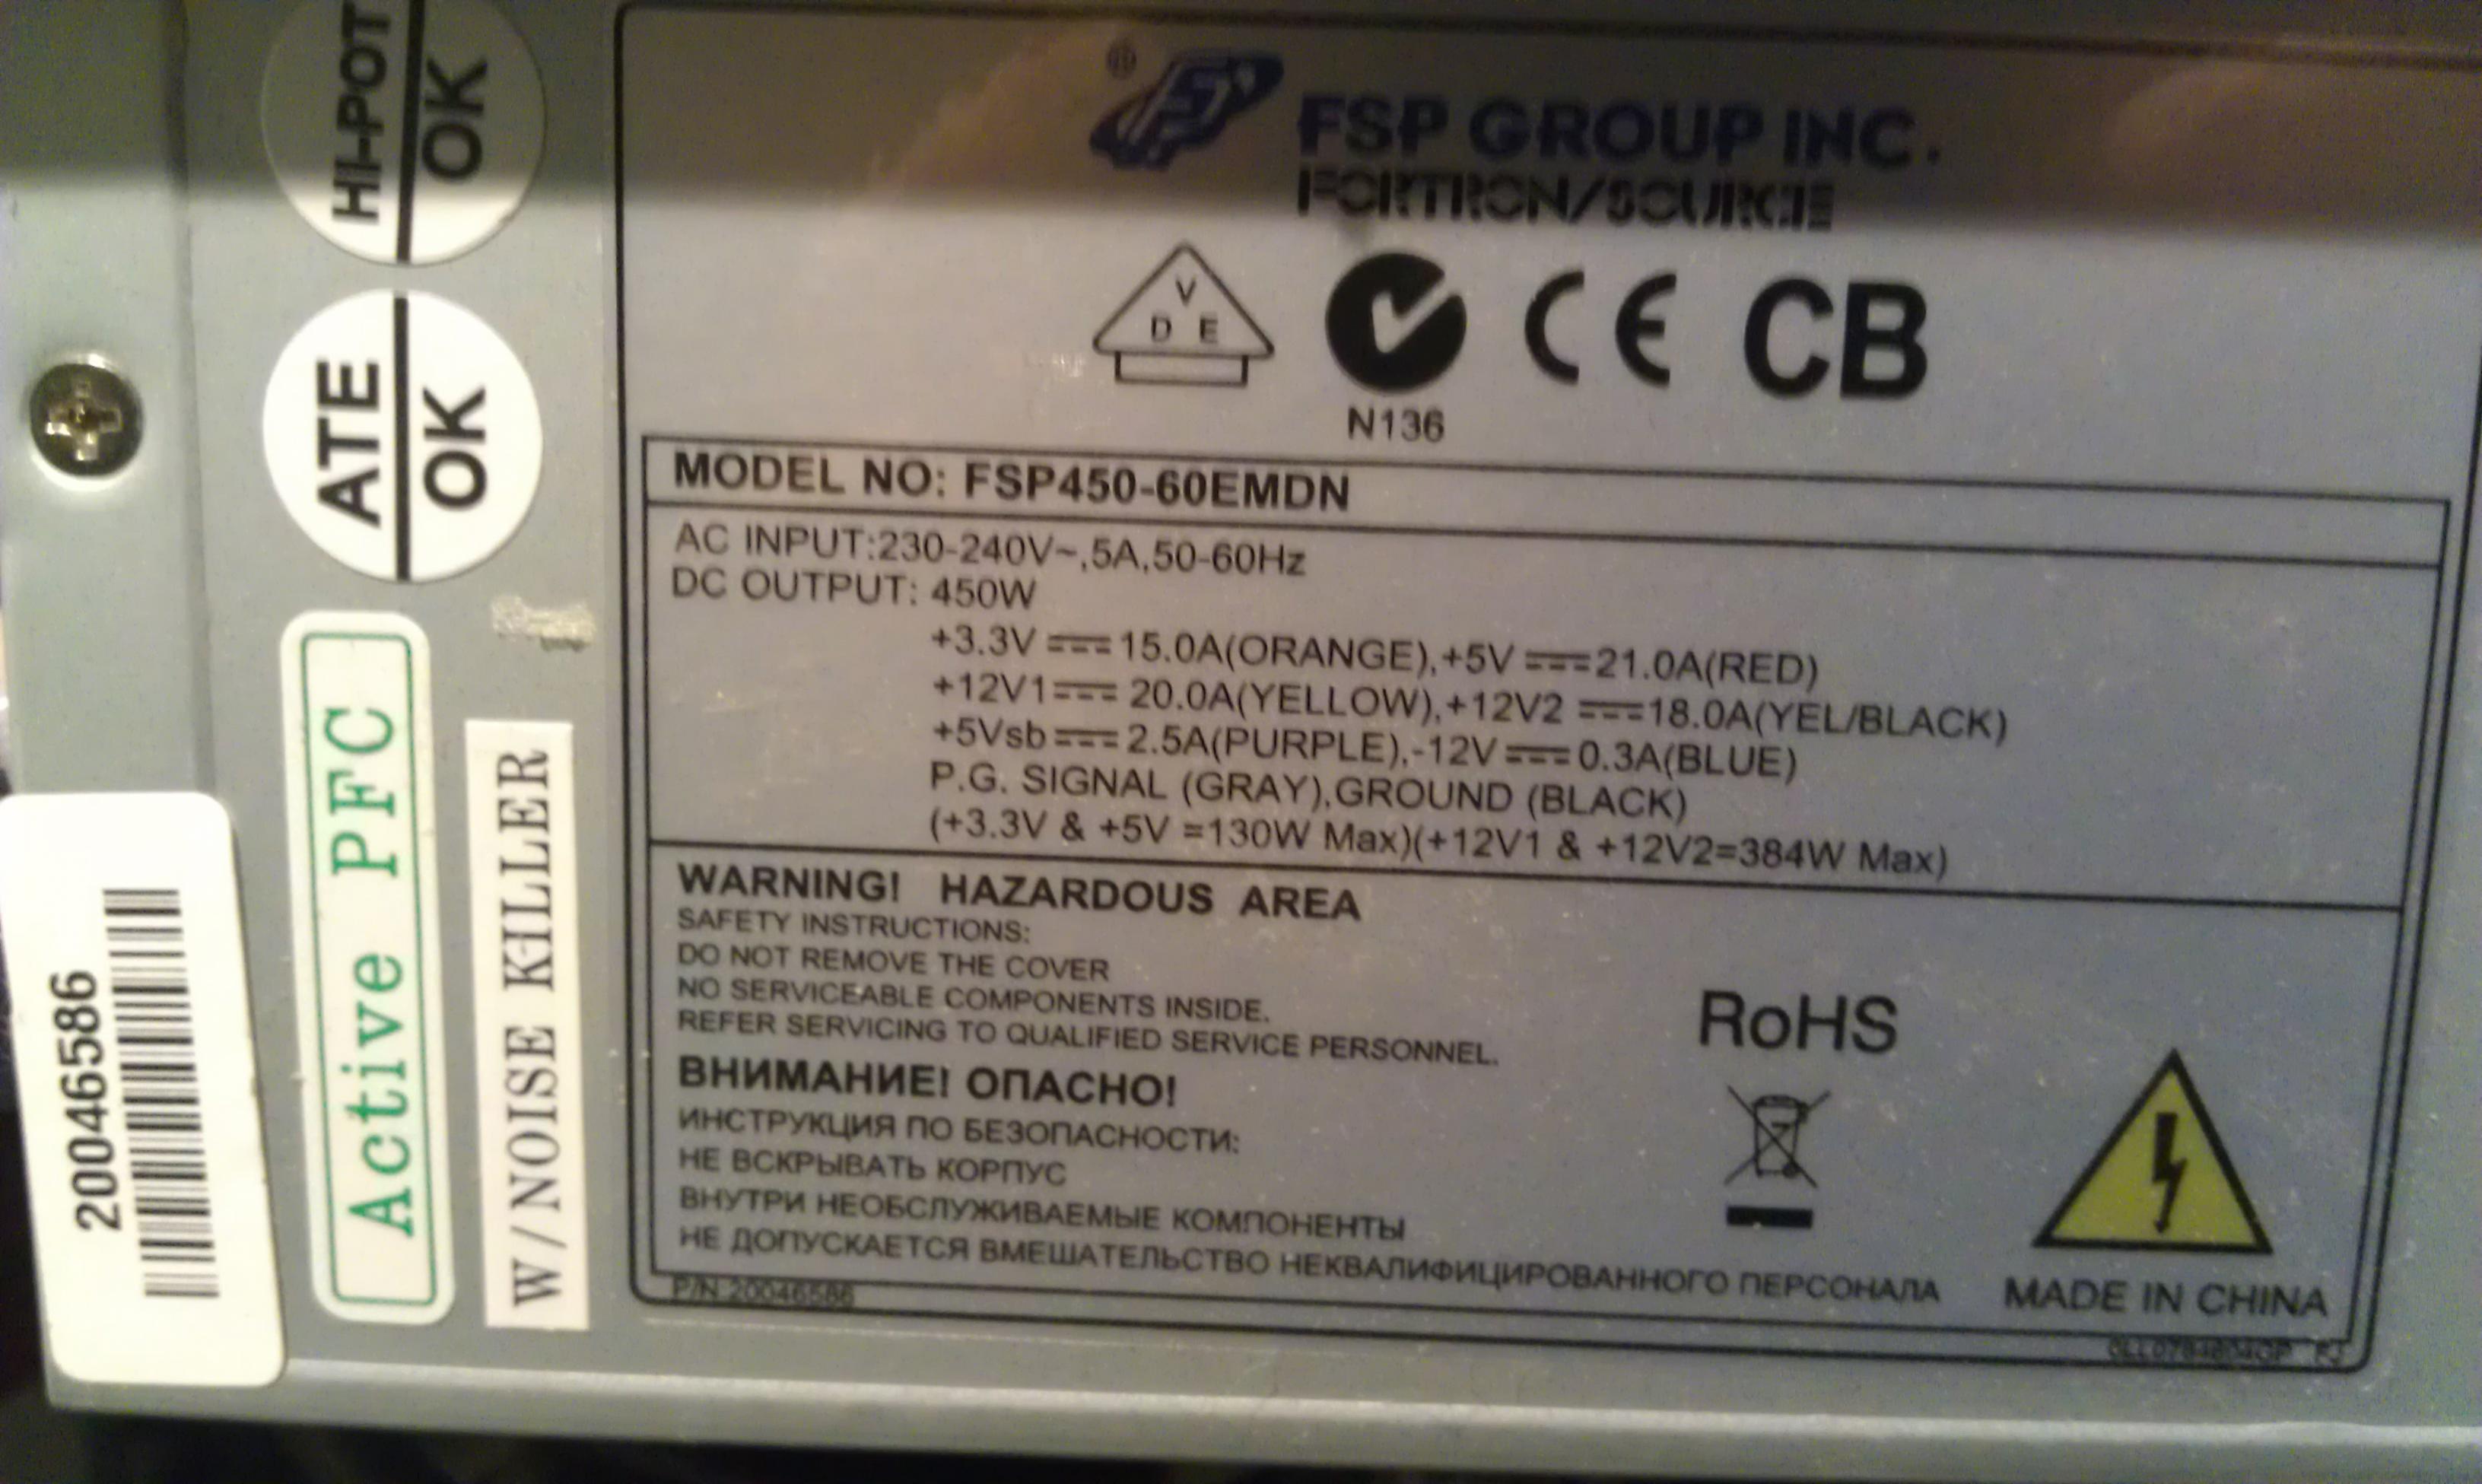 HI-POT
OK
ATE
OK
Active PFC
W/NOISE KILLER
20046586
® FSP GROUP INC.
FORTRON/SOURCE
V
D E
N136
CE
CB
MODEL NO: FSP450-60EMDN
AC INPUT:230-240V~,5A,50-60Hz
DC OUTPUT: 450W
+3.3V ⎓ 15.0A(ORANGE),+5V ⎓ 21.0A(RED)
+12V1 ⎓ 20.0A(YELLOW),+12V2 ⎓ 18.0A(YEL/BLACK)
+5Vsb ⎓ 2.5A(PURPLE),-12V ⎓ 0.3A(BLUE)
P.G. SIGNAL (GRAY),GROUND (BLACK)
(+3.3V & +5V =130W Max)(+12V1 & +12V2=384W Max)
WARNING! HAZARDOUS AREA
SAFETY INSTRUCTIONS:
DO NOT REMOVE THE COVER
NO SERVICEABLE COMPONENTS INSIDE.
REFER SERVICING TO QUALIFIED SERVICE PERSONNEL.
ВНИМАНИЕ! ОПАСНО!
ИНСТРУКЦИЯ ПО БЕЗОПАСНОСТИ:
НЕ ВСКРЫВАТЬ КОРПУС
ВНУТРИ НЕОБСЛУЖИВАЕМЫЕ КОМПОНЕНТЫ
НЕ ДОПУСКАЕТСЯ ВМЕШАТЕЛЬСТВО НЕКВАЛИФИЦИРОВАННОГО ПЕРСОНАЛА
RoHS
MADE IN CHINA
P/N 20046586